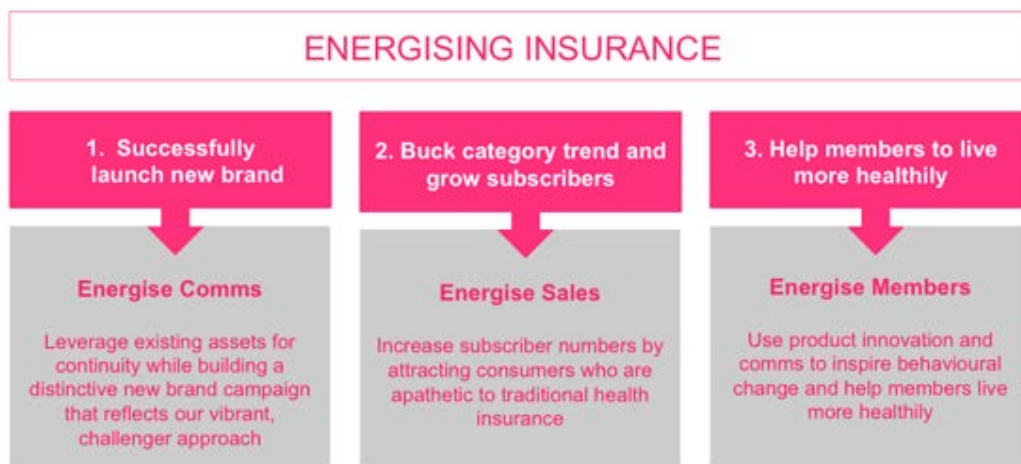 ENERGISING INSURANCE
1. Successfully
launch new brand
2. Buck category trend and
grow subscribers
3. Help members to live
more healthily
Energise Comms
Leverage existing assets for
continuity while building a
distinctive new brand campaign
that reflects our vibrant,
challenger approach
Energise Sales
Increase subscriber numbers by
attracting consumers who are
apathetic to traditional health
insurance
Energise Members
Use product innovation and
comms to inspire behavioural
change and help members live
more healthily